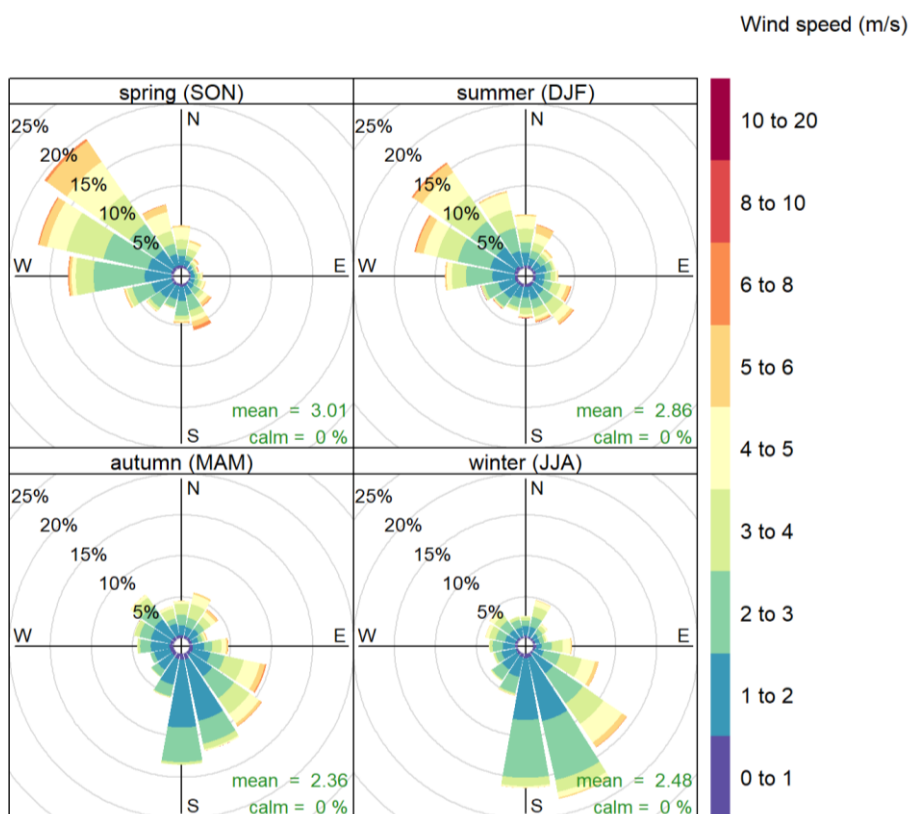 Wind speed (m/s)
spring (SON)
N
25%
20%
15%
10%
5%
W
E
mean = 3.01
calm = 0 %
S
summer (DJF)
N
25%
20%
15%
10%
5%
W
E
mean = 2.86
calm = 0 %
S
autumn (MAM)
N
25%
20%
15%
10%
5%
W
E
mean = 2.36
calm = 0 %
S
winter (JJA)
N
25%
20%
15%
10%
5%
W
E
mean = 2.48
calm = 0 %
S
10 to 20
8 to 10
6 to 8
5 to 6
4 to 5
3 to 4
2 to 3
1 to 2
0 to 1